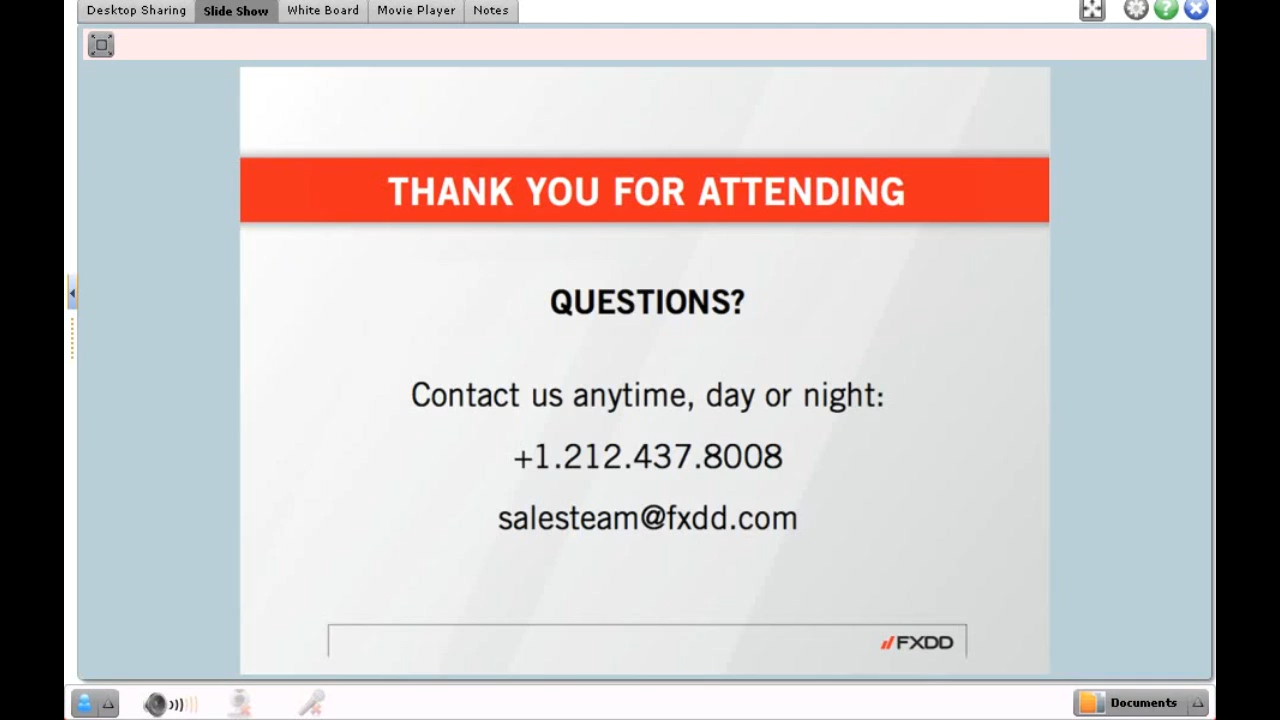 Desktop Sharing Slide Show White Board Movie Player Notes
THANK YOU FOR ATTENDING
QUESTIONS?
Contact us anytime, day or night:
+1.212.437.8008
salesteam@fxdd.com
FXDD
Documents